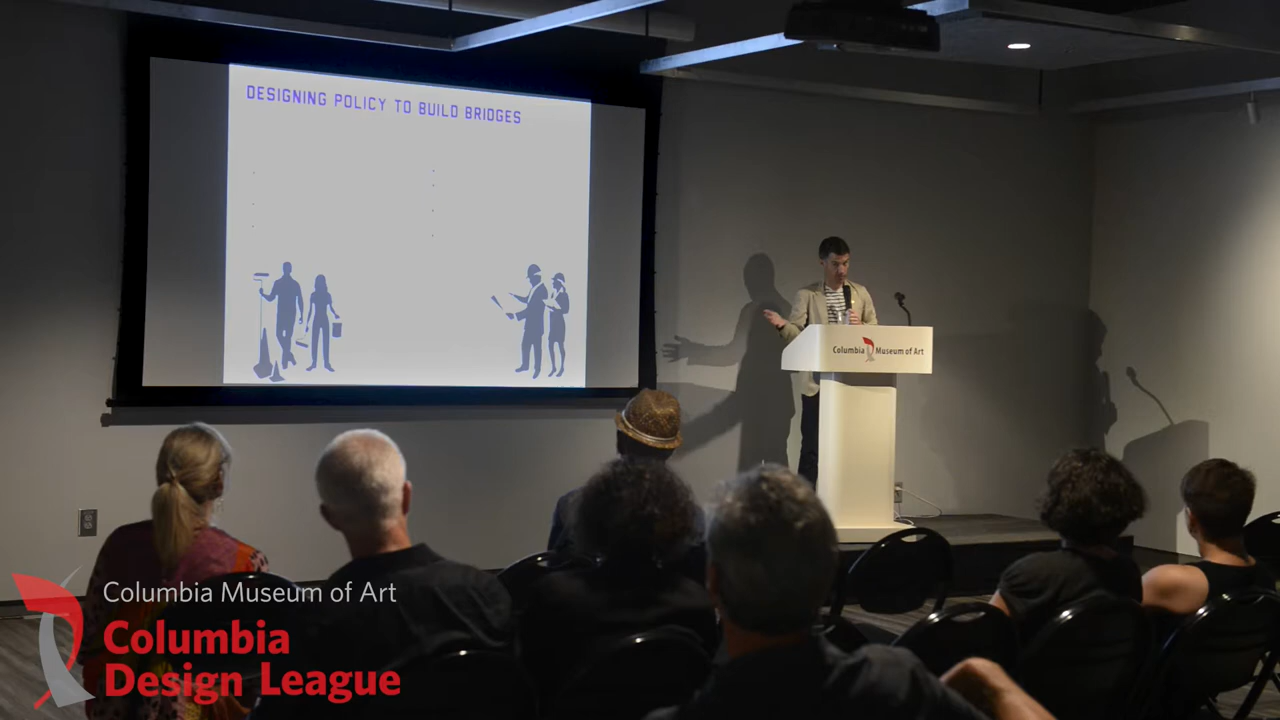 DESIGNING POLICY TO BUILD BRIDGES
Columbia Museum of Art
Columbia Museum of Art
Columbia
Design League